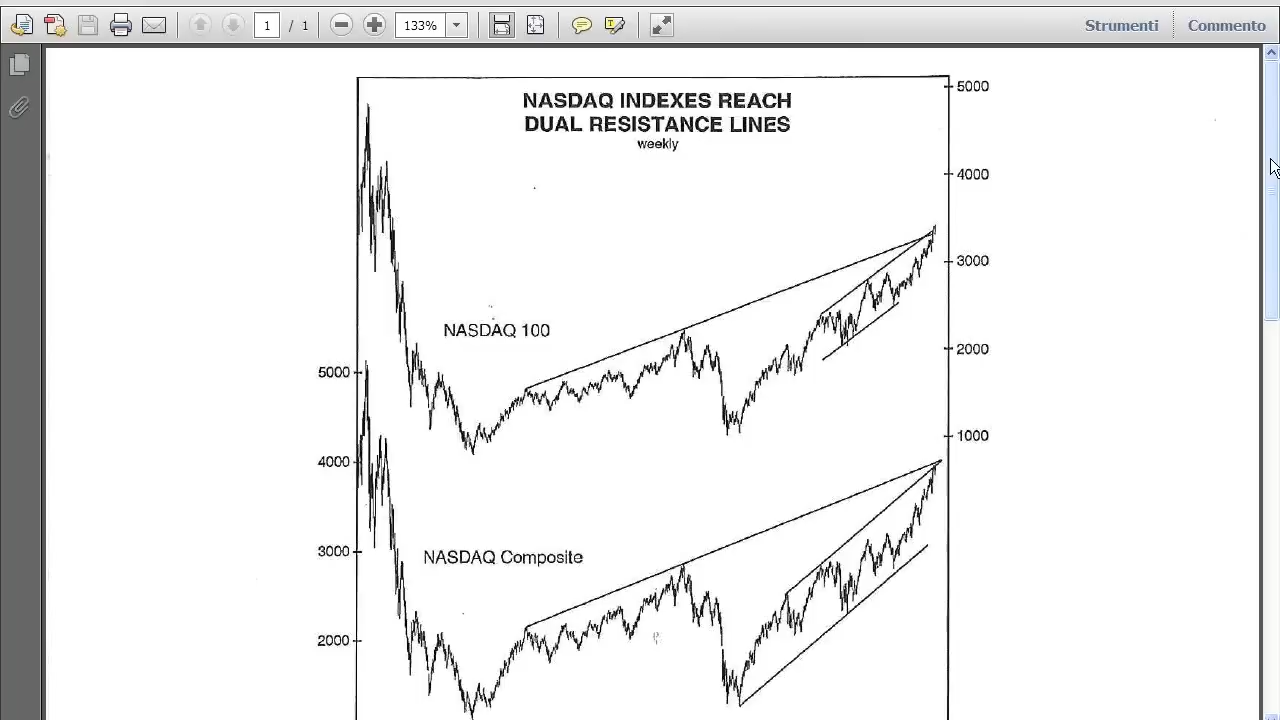 1 / 1
133%
Strumenti
Commento
NASDAQ INDEXES REACH
DUAL RESISTANCE LINES
weekly
5000
4000
3000
2000
1000
NASDAQ 100
5000
4000
3000
2000
NASDAQ Composite